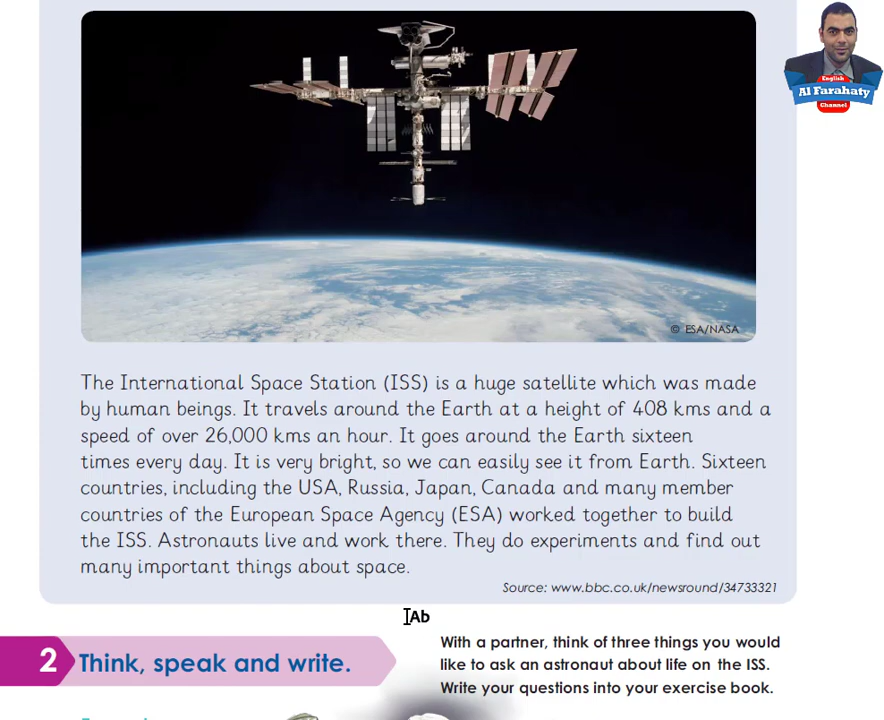 English
Al Farahaty
Channel
© ESA/NASA
The International Space Station (ISS) is a huge satellite which was made
by human beings. It travels around the Earth at a height of 408 kms and a
speed of over 26,000 kms an hour. It goes around the Earth sixteen
times every day. It is very bright, so we can easily see it from Earth. Sixteen
countries, including the USA, Russia, Japan, Canada and many member
countries of the European Space Agency (ESA) worked together to build
the ISS. Astronauts live and work there. They do experiments and find out
many important things about space.
Source: www.bbc.co.uk/newsround/34733321
Ab
2 Think, speak and write.
With a partner, think of three things you would
like to ask an astronaut about life on the ISS.
Write your questions into your exercise book.